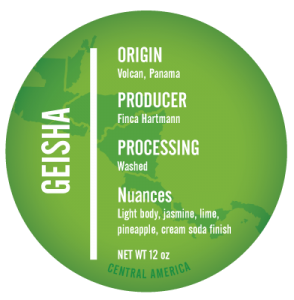 GEISHA
ORIGIN
Volcan, Panama
PRODUCER
Finca Hartmann
PROCESSING
Washed
Nuances
Light body, jasmine, lime,
pineapple, cream soda finish
NET WT 12 oz
CENTRAL AMERICA